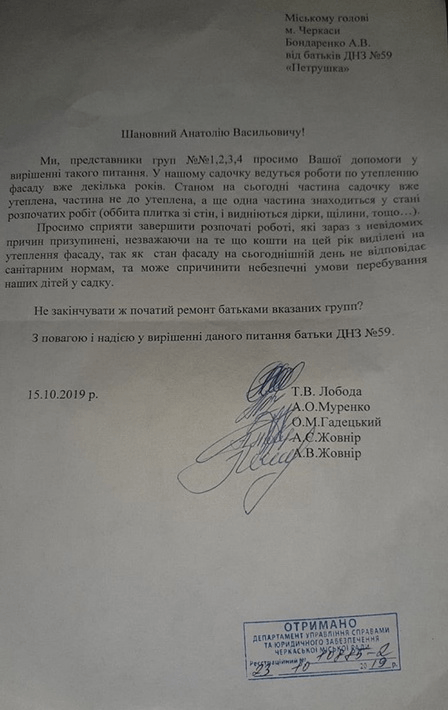 Міському голові
м. Черкаси
Бондаренко А.В.
від батьків ДНЗ №59
«Петрушка»
Шановний Анатолію Васильовичу!
Ми, представники груп №№1,2,3,4 просимо Вашої допомоги у
вирішенні такого питання. У нашому садочку ведуться роботи по утепленню
фасаду вже декілька років. Станом на сьогодні частина садочку вже
утеплена, частина не до утеплена, а ще одна частина знаходиться у стані
розпочатих робіт (оббита плитка зі стін, і видніються дірки, щілини, тощо…).
Просимо сприяти завершити розпочаті роботи, які зараз з невідомих
причин призупинені, незважаючи на те що кошти на цей рік виділені на
утеплення фасаду, так як стан фасаду на сьогоднішній день не відповідає
санітарним нормам, та може спричинити небезпечні умови перебування
наших дітей у садку.
Не закінчувати ж початий ремонт батьками вказаних групп?
З повагою і надією у вирішенні даного питання батьки ДНЗ №59.
15.10.2019 р.
Т.В. Лобода
А.О.Муренко
О.М.Гадецький
А.С.Жовнір
А.В.Жовнір
ОТРИМАНО
ДЕПАРТАМЕНТ УПРАВЛІННЯ СПРАВАМИ
ТА ЮРИДИЧНОГО ЗАБЕЗПЕЧЕННЯ
ЧЕРКАСЬКОЇ МІСЬКОЇ РАДИ
Реєстраційний № 10885-2
23 10 2019 р.